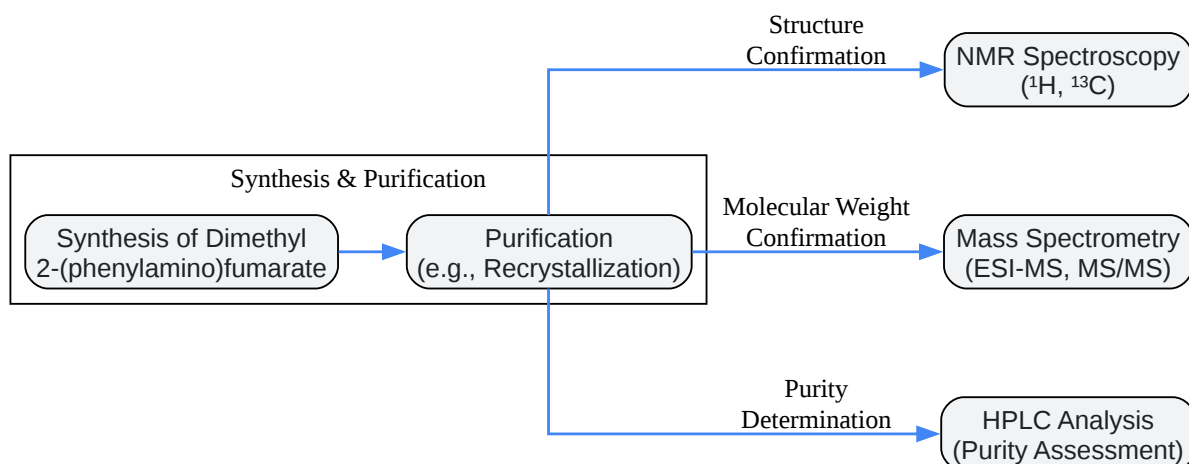 Structure
Confirmation
NMR Spectroscopy
(¹H, ¹³C)
Synthesis & Purification
Synthesis of Dimethyl
2-(phenylamino)fumarate
Purification
(e.g., Recrystallization)
Molecular Weight
Confirmation
Mass Spectrometry
(ESI-MS, MS/MS)
Purity
Determination
HPLC Analysis
(Purity Assessment)